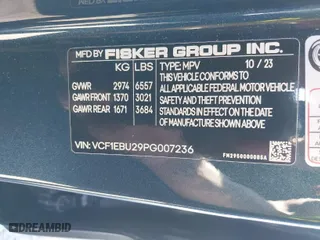 MFD BY FISKER GROUP INC.
KG LBS TYPE: MPV 10 / 23
GVWR 2974 6557
GAWR FRONT 1370 3021
GAWR REAR 1671 3684
THIS VEHICLE CONFORMS TO
ALL APPLICABLE FEDERAL MOTOR VEHICLE
SAFETY AND THEFT PREVENTION
STANDARDS IN EFFECT ON THE DATE OF
MANUFACTURE SHOWN ABOVE
VIN: VCF1EBU29PG007236